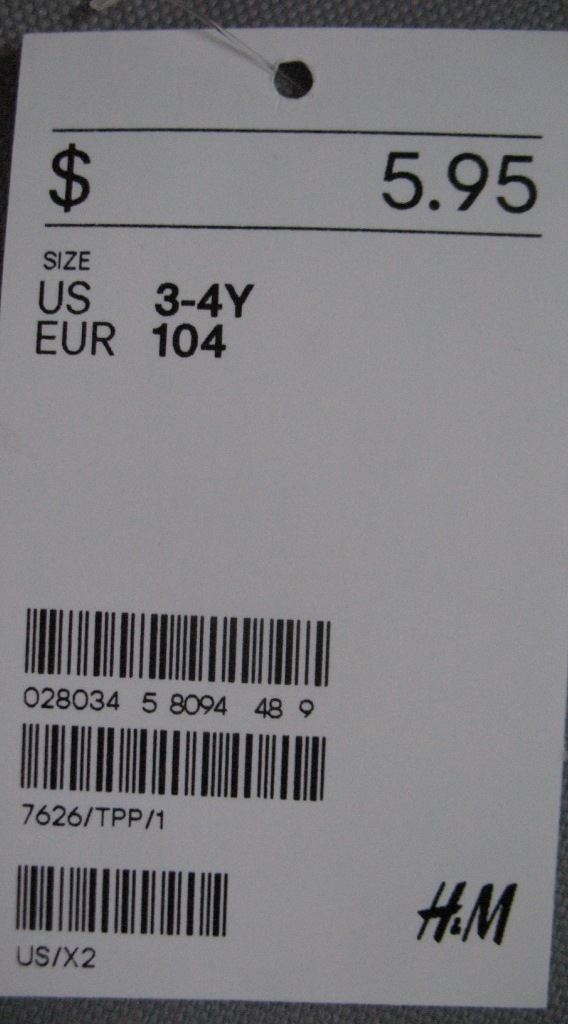 $ 5.95
SIZE
US 3-4Y
EUR 104
028034 5 8094 48 9
7626/TPP/1
US/X2
H&M